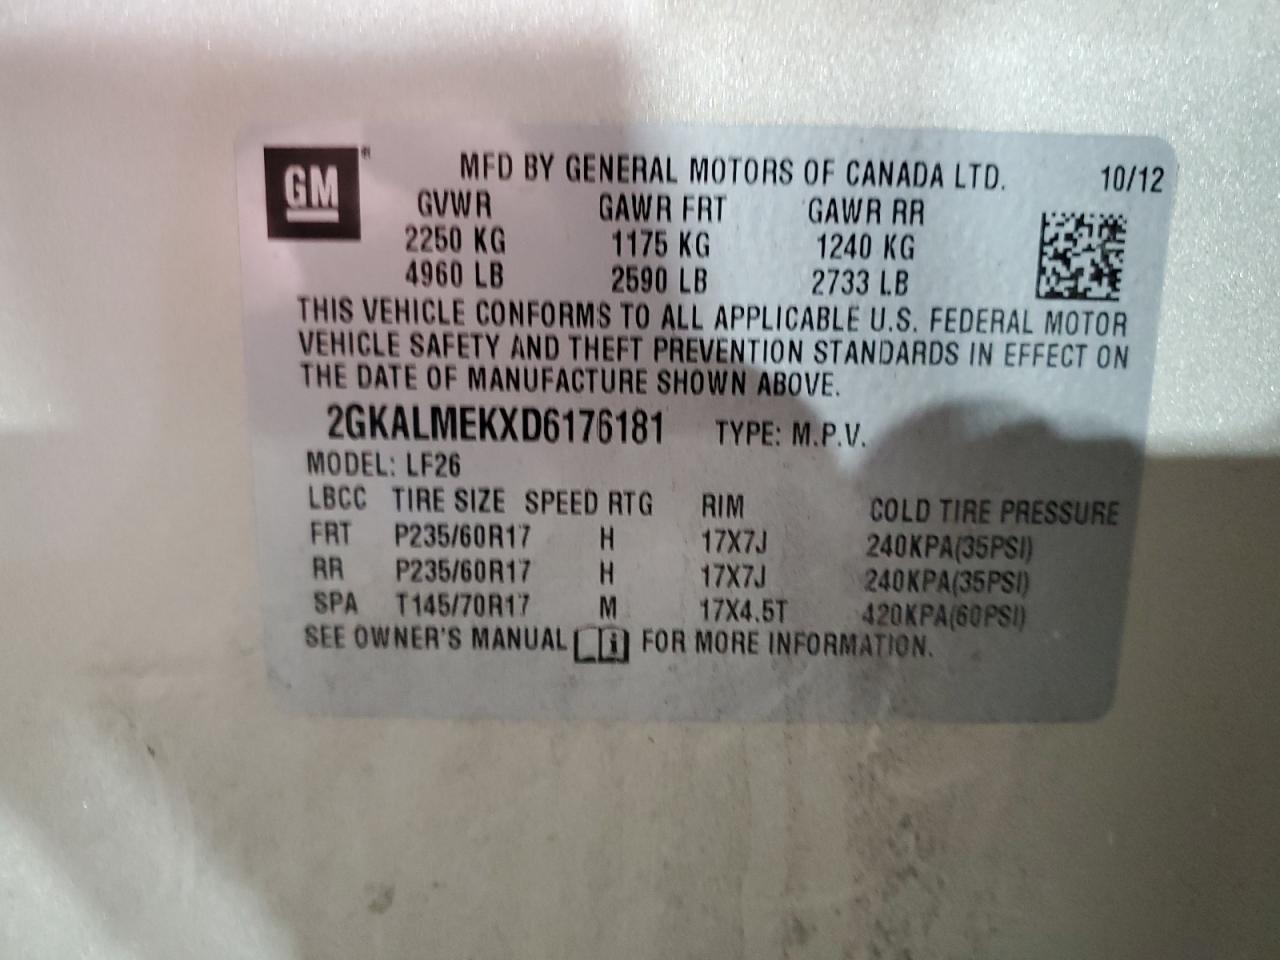 GM
MFD BY GENERAL MOTORS OF CANADA LTD. 10/12
GVWR GAWR FRT GAWR RR
2250 KG 1175 KG 1240 KG
4960 LB 2590 LB 2733 LB
THIS VEHICLE CONFORMS TO ALL APPLICABLE U.S. FEDERAL MOTOR
VEHICLE SAFETY AND THEFT PREVENTION STANDARDS IN EFFECT ON
THE DATE OF MANUFACTURE SHOWN ABOVE.
2GKALMEKXD6176181 TYPE: M.P.V.
MODEL: LF26
LBCC TIRE SIZE SPEED RTG RIM COLD TIRE PRESSURE
FRT P235/60R17 H 17X7J 240KPA(35PSI)
RR P235/60R17 H 17X7J 240KPA(35PSI)
SPA T145/70R17 M 17X4.5T 420KPA(60PSI)
SEE OWNER'S MANUAL i FOR MORE INFORMATION.